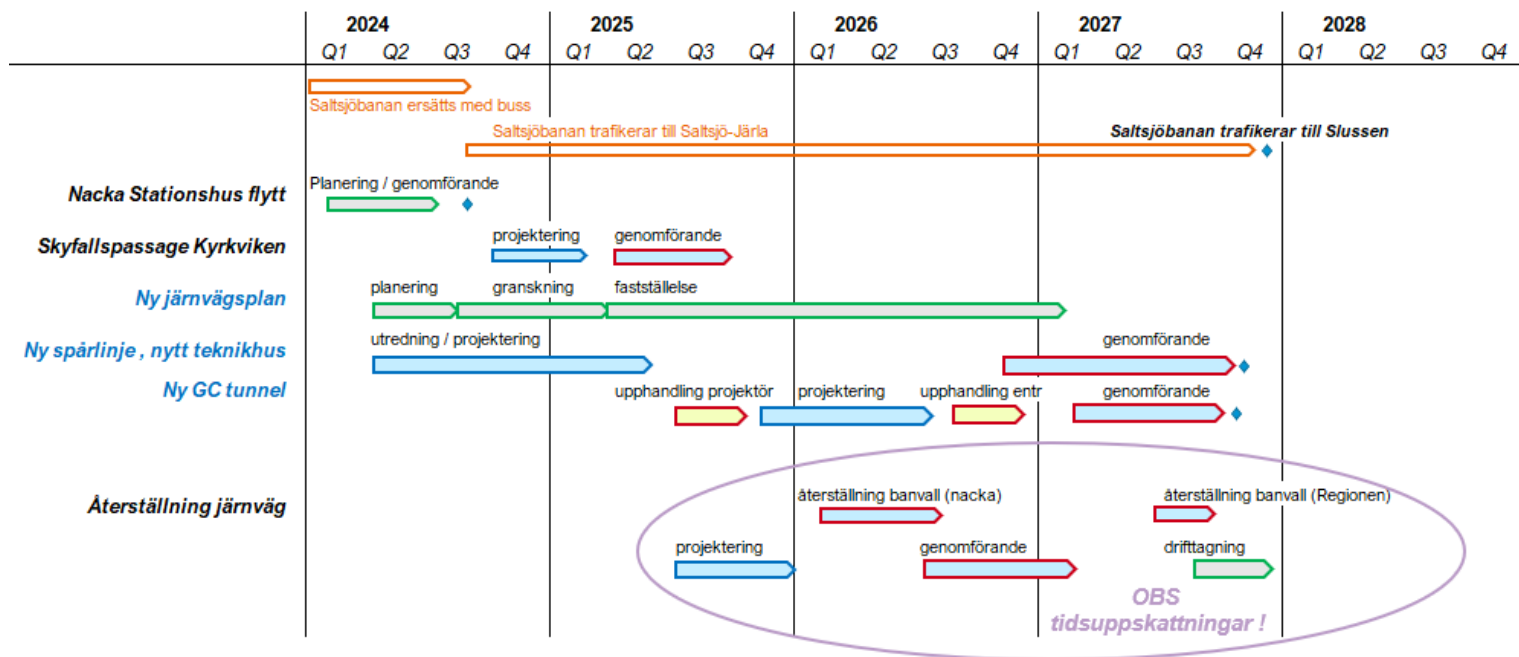 2024 2025 2026 2027 2028
Q1 Q2 Q3 Q4 Q1 Q2 Q3 Q4 Q1 Q2 Q3 Q4 Q1 Q2 Q3 Q4 Q1 Q2 Q3 Q4
Saltsjöbanan ersätts med buss
Saltsjöbanan trafikerar till Saltsjö-Järla Saltsjöbanan trafikerar till Slussen
Nacka Stationshus flytt Planering / genomförande
Skyfallspassage Kyrkviken projektering genomförande
Ny järnvägsplan planering granskning fastställelse
Ny spårlinje , nytt teknikhus utredning / projektering genomförande
Ny GC tunnel upphandling projektör projektering upphandling entr genomförande
Återställning järnväg återställning banvall (nacka) återställning banvall (Regionen)
projektering genomförande drifttagning
OBS
tidsuppskattningar !